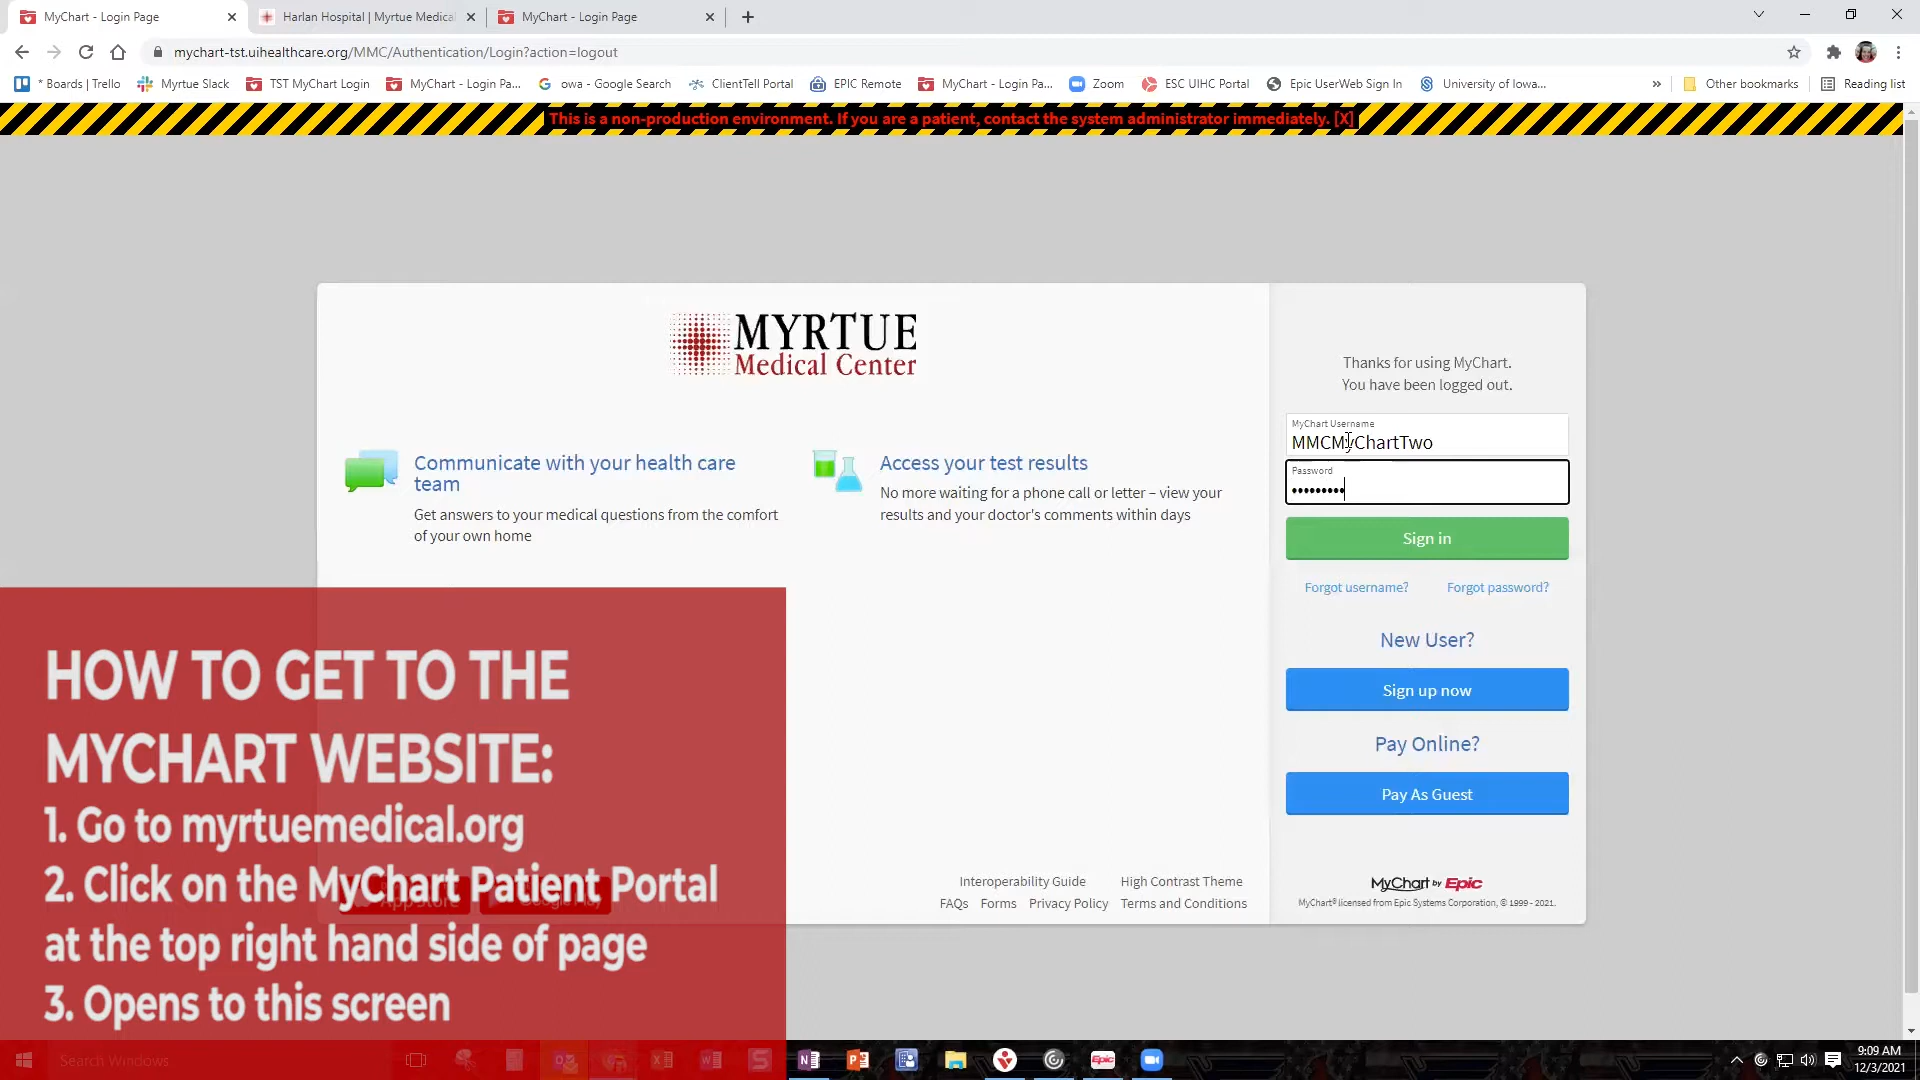 MyChart - Login Page
Harlan Hospital | Myrtue Medical
MyChart - Login Page
mychart-tst.uihealthcare.org/MMC/Authentication/Login?action=logout
* Boards | Trello
Myrtue Slack
TST MyChart Login
MyChart - Login Pa...
owa - Google Search
ClientTell Portal
EPIC Remote
MyChart - Login Pa...
Zoom
ESC UIHC Portal
Epic UserWeb Sign In
University of Iowa...
»
Other bookmarks
Reading list
This is a non-production environment. If you are a patient, contact the system administrator immediately. [X]
MYRTUE
Medical Center
Communicate with your health care
team
Get answers to your medical questions from the comfort
of your own home
Access your test results
No more waiting for a phone call or letter – view your
results and your doctor's comments within days
Thanks for using MyChart.
You have been logged out.
MyChart Username
MMCMyChartTwo
Password
•••••••••
Sign in
Forgot username?
Forgot password?
New User?
Sign up now
Pay Online?
Pay As Guest
Interoperability Guide
High Contrast Theme
FAQs
Forms
Privacy Policy
Terms and Conditions
MyChart by Epic
MyChart® licensed from Epic Systems Corporation, © 1999 - 2021.
HOW TO GET TO THE
MYCHART WEBSITE:
1. Go to myrtuemedical.org
2. Click on the MyChart Patient Portal
at the top right hand side of page
3. Opens to this screen
App Store
Google Play
Search Windows
Epic
9:09 AM
12/3/2021